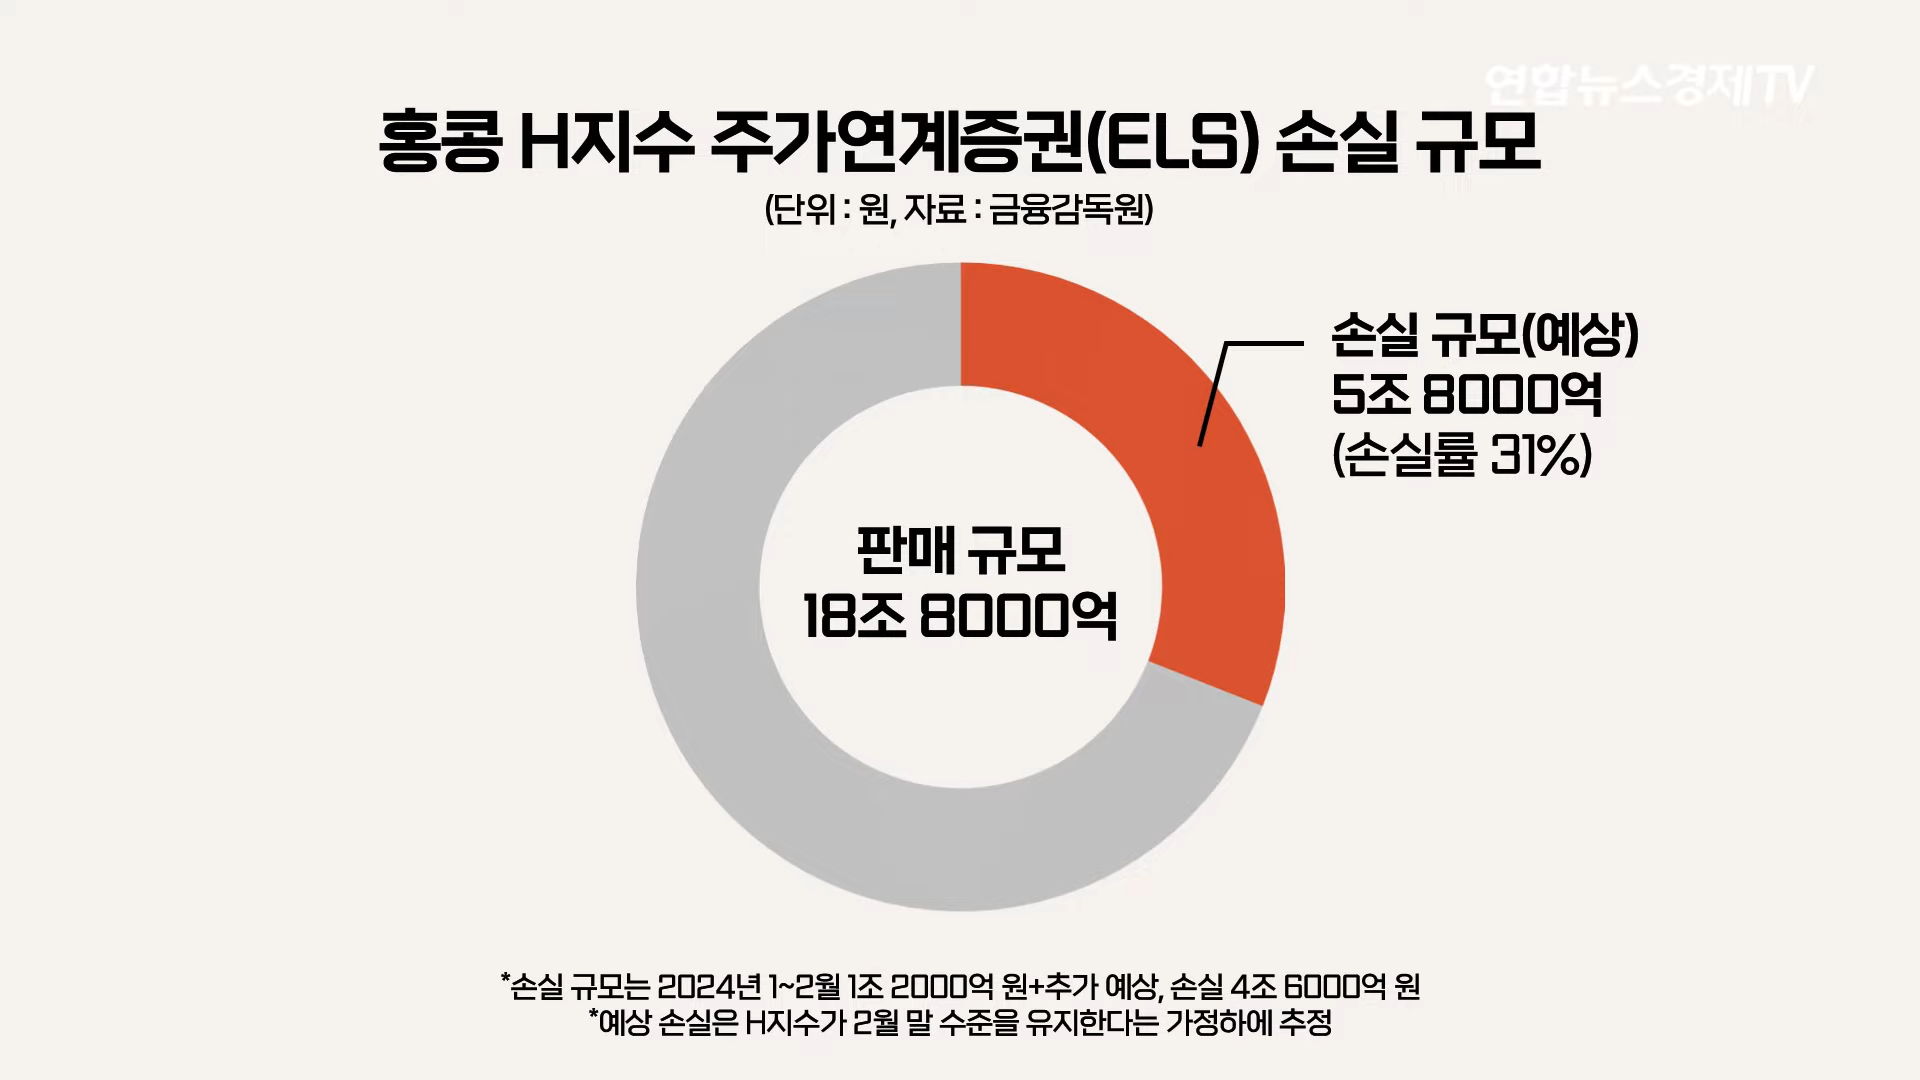 연합뉴스경제TV
홍콩 H지수 주가연계증권(ELS) 손실 규모
(단위 : 원, 자료 : 금융감독원)
손실 규모(예상)
5조 8000억
(손실률 31%)
판매 규모
18조 8000억
*손실 규모는 2024년 1~2월 1조 2000억 원+추가 예상, 손실 4조 6000억 원
*예상 손실은 H지수가 2월 말 수준을 유지한다는 가정하에 추정